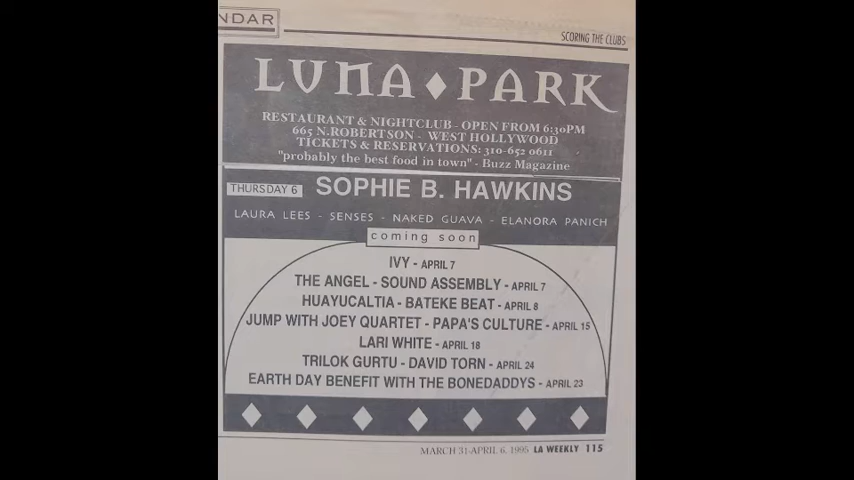 NDAR
SCORING THE CLUBS
LUNA ♦ PARK
RESTAURANT & NIGHTCLUB - OPEN FROM 6:30PM
665 N.ROBERTSON - WEST HOLLYWOOD
TICKETS & RESERVATIONS: 310-652 0611
"probably the best food in town" - Buzz Magazine
THURSDAY 6 SOPHIE B. HAWKINS
LAURA LEES - SENSES - NAKED GUAVA - ELANORA PANICH
coming soon
IVY - APRIL 7
THE ANGEL - SOUND ASSEMBLY - APRIL 7
HUAYUCALTIA - BATEKE BEAT - APRIL 8
JUMP WITH JOEY QUARTET - PAPA'S CULTURE - APRIL 15
LARI WHITE - APRIL 18
TRILOK GURTU - DAVID TORN - APRIL 24
EARTH DAY BENEFIT WITH THE BONEDADDYS - APRIL 23
MARCH 31-APRIL 6, 1995 LA WEEKLY 115